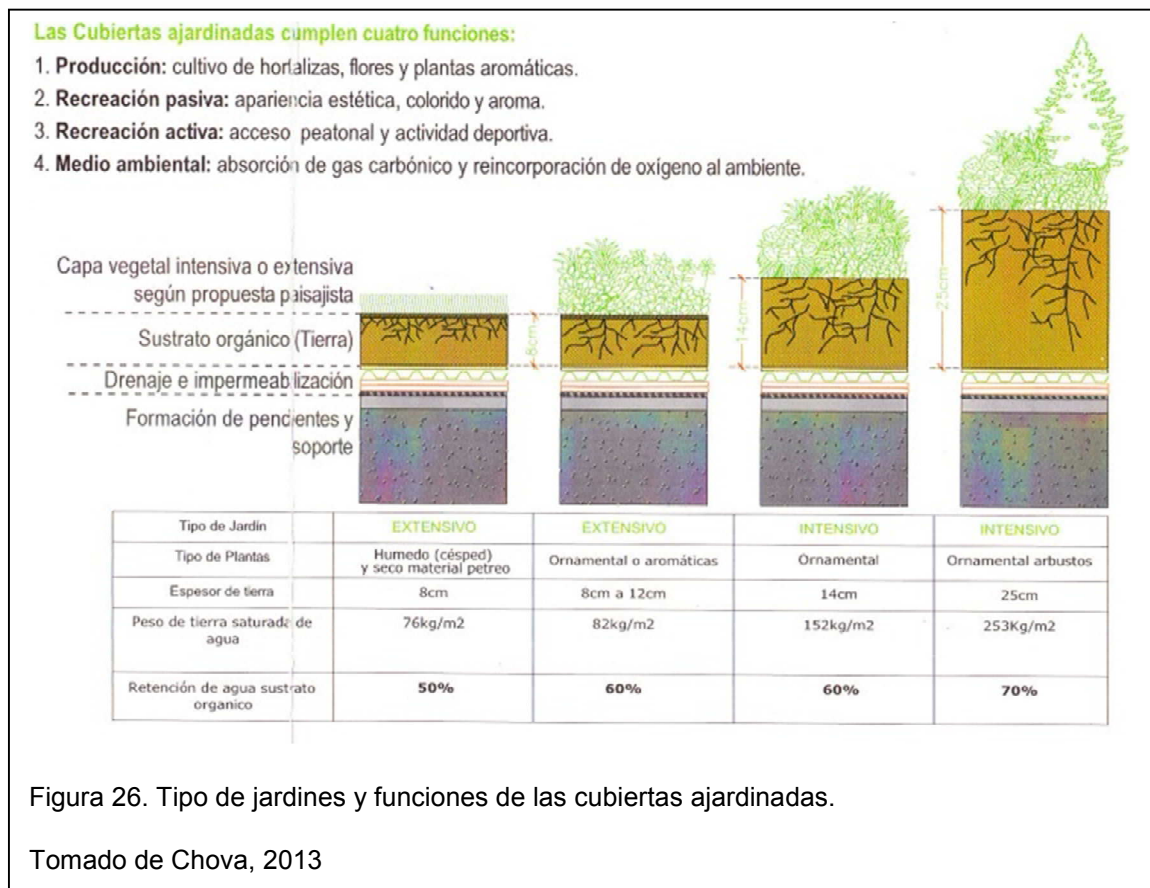 Las Cubiertas ajardinadas cumplen cuatro funciones:
1. Producción: cultivo de hortalizas, flores y plantas aromáticas.
2. Recreación pasiva: apariencia estética, colorido y aroma.
3. Recreación activa: acceso peatonal y actividad deportiva.
4. Medio ambiental: absorción de gas carbónico y reincorporación de oxígeno al ambiente.
Capa vegetal intensiva o extensiva
según propuesta paisajista
Sustrato orgánico (Tierra)
Drenaje e impermeabilización
Formación de pendientes y
soporte
8cm
14cm
25cm
Tipo de Jardín EXTENSIVO EXTENSIVO INTENSIVO INTENSIVO
Tipo de Plantas Humedo (césped) Ornamental o aromáticas Ornamental Ornamental arbustos
y seco material petreo
Espesor de tierra 8cm 8cm a 12cm 14cm 25cm
Peso de tierra saturada de 76kg/m2 82kg/m2 152kg/m2 253Kg/m2
agua
Retención de agua sustrato 50% 60% 60% 70%
organico
Figura 26. Tipo de jardines y funciones de las cubiertas ajardinadas.
Tomado de Chova, 2013